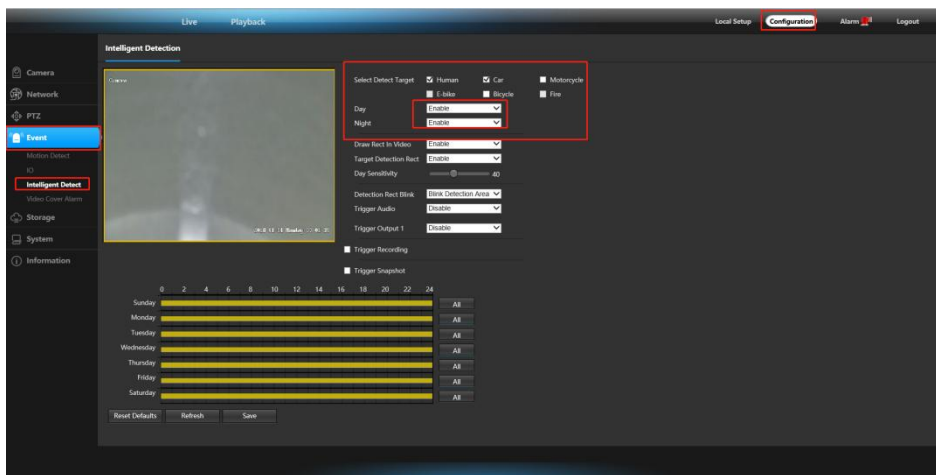 Live Playback Local Setup Configuration Alarm Logout
Intelligent Detection
Camera
Network
PTZ
Event
Motion Detect
IO
Intelligent Detect
Video Cover Alarm
Storage
System
Information
Camera
Select Detect Target Human Car Motorcycle
E-bike Bicycle Fire
Day Enable
Night Enable
Draw Rect In Video Enable
Target Detection Rect Enable
Day Sensitivity 40
Detection Rect Blink Blink Detection Area
Trigger Audio Disable
Trigger Output 1 Disable
Trigger Recording
Trigger Snapshot
0 2 4 6 8 10 12 14 16 18 20 22 24
Sunday All
Monday All
Tuesday All
Wednesday All
Thursday All
Friday All
Saturday All
Reset Defaults Refresh Save